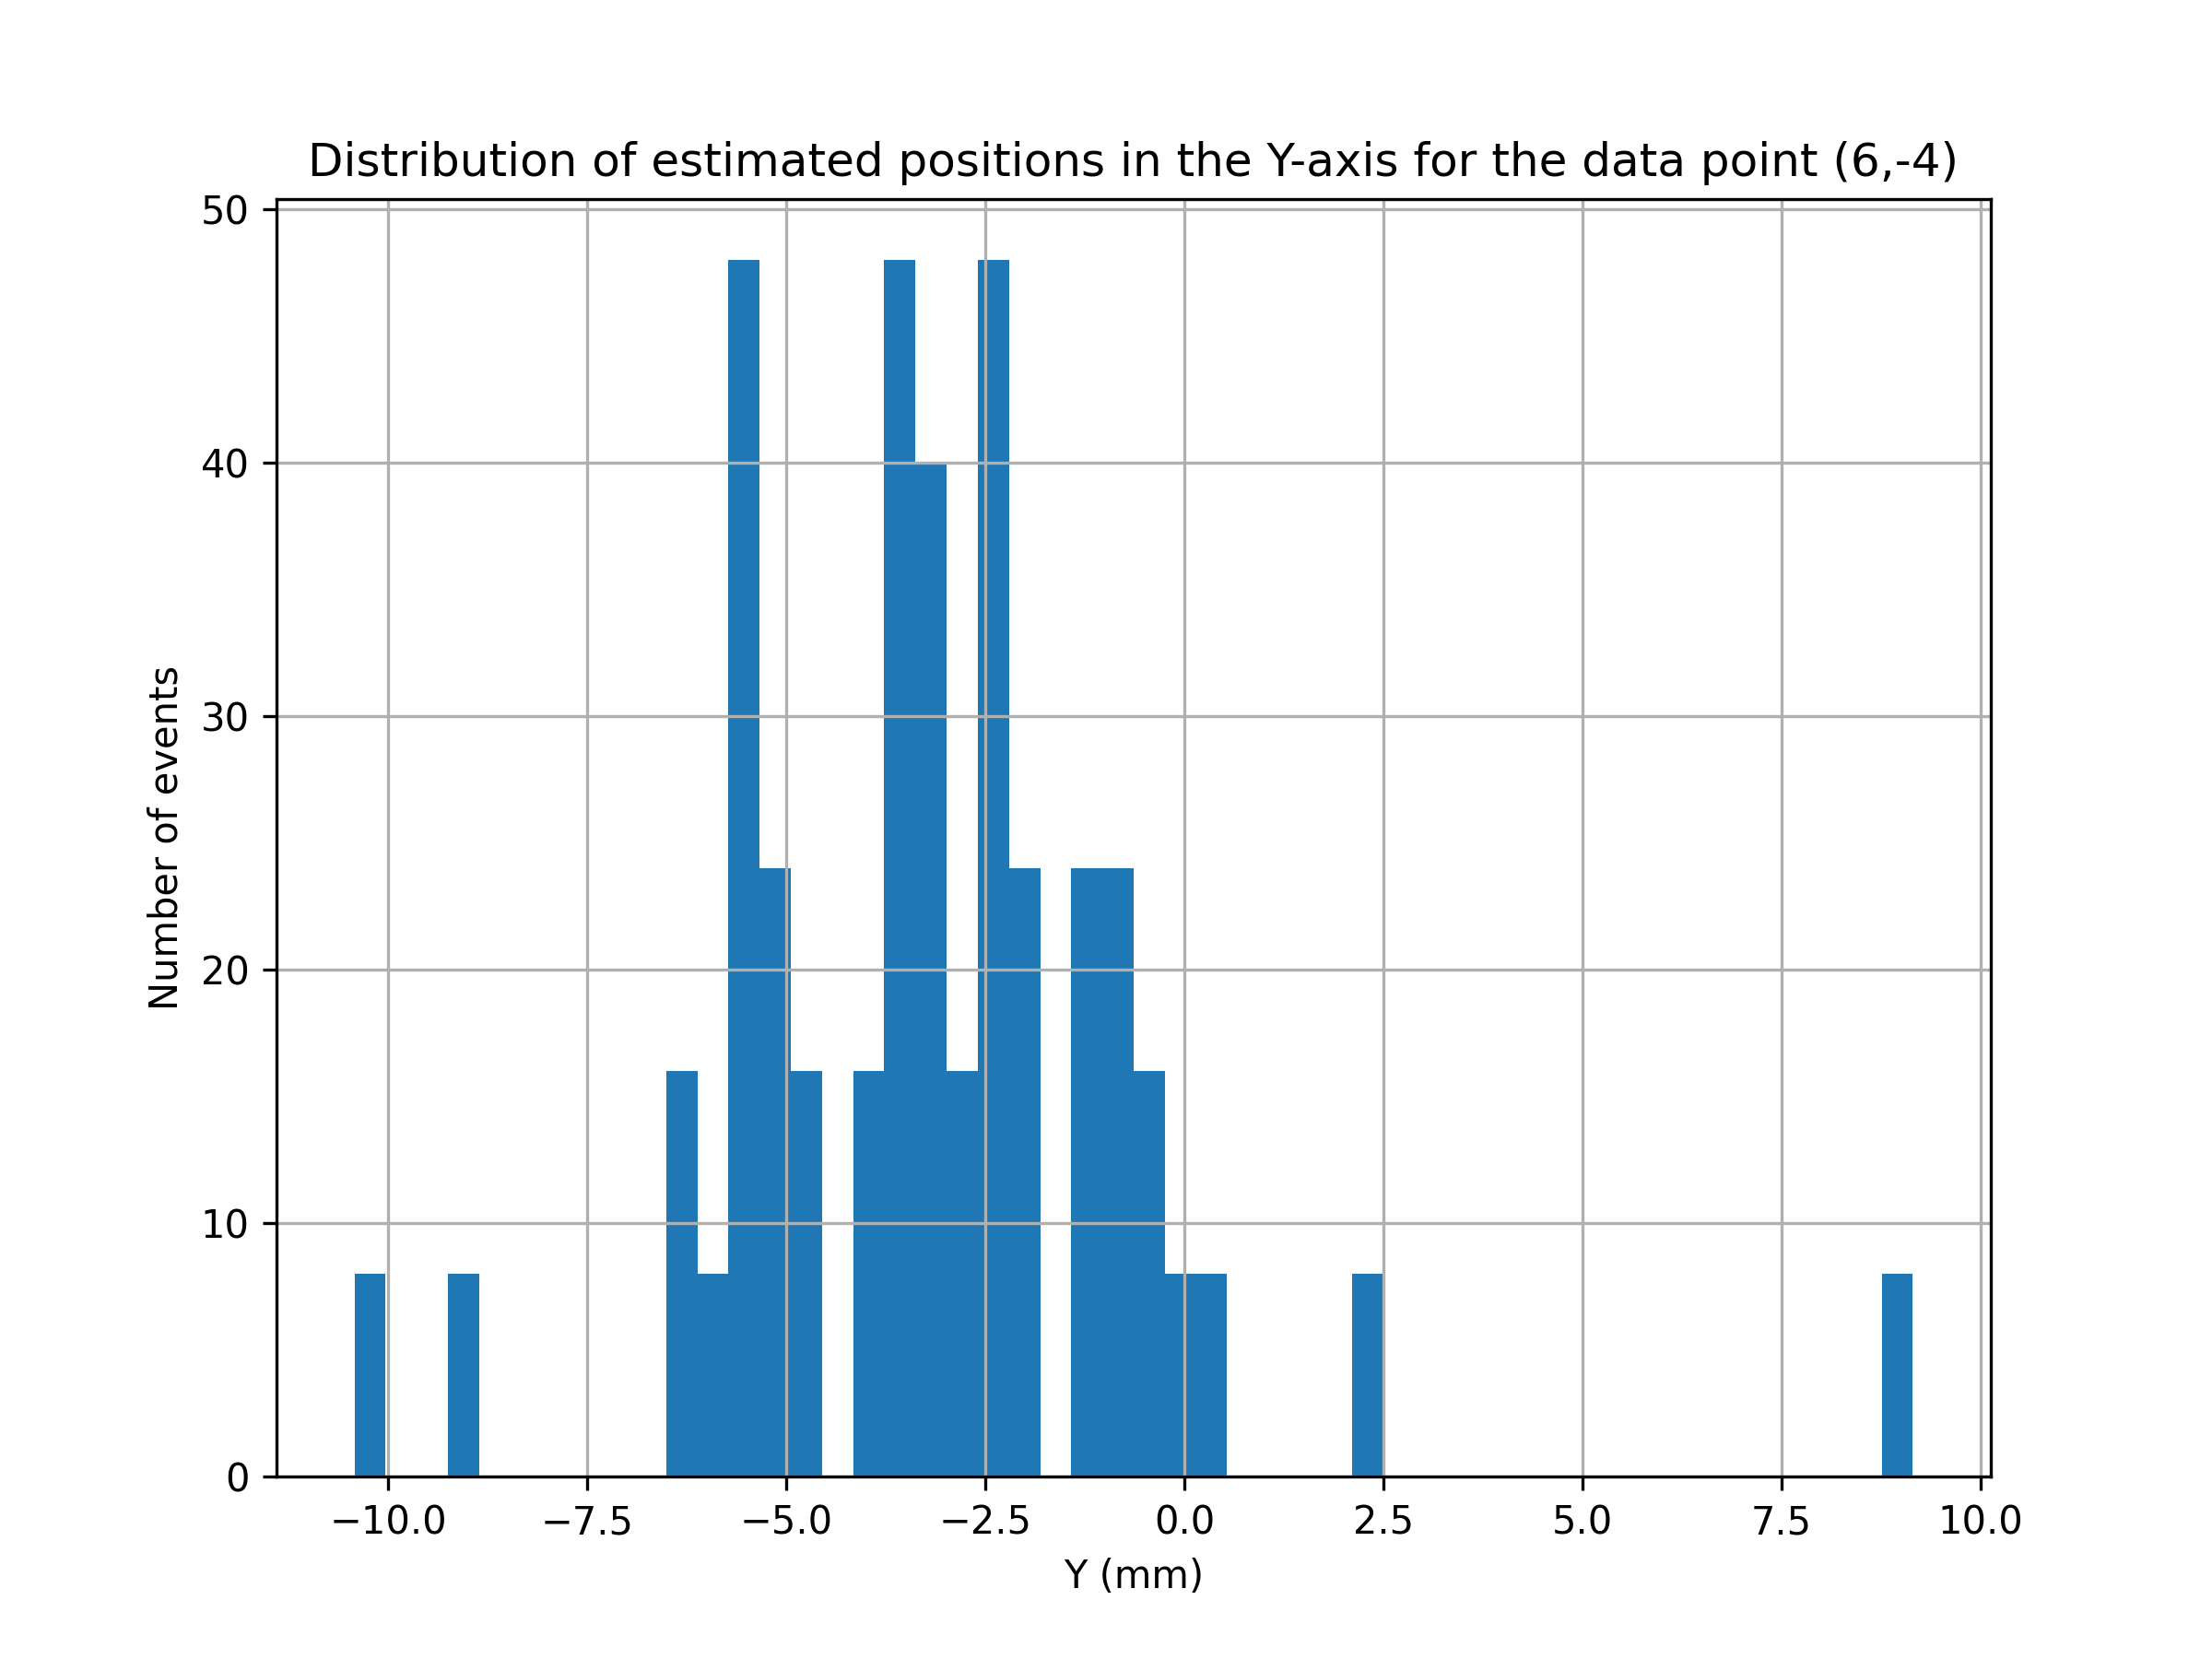 Distribution of estimated positions in the Y-axis for the data point (6,-4)
50
40
30
20
10
0
Number of events
−10.0 −7.5 −5.0 −2.5 0.0 2.5 5.0 7.5 10.0
Y (mm)